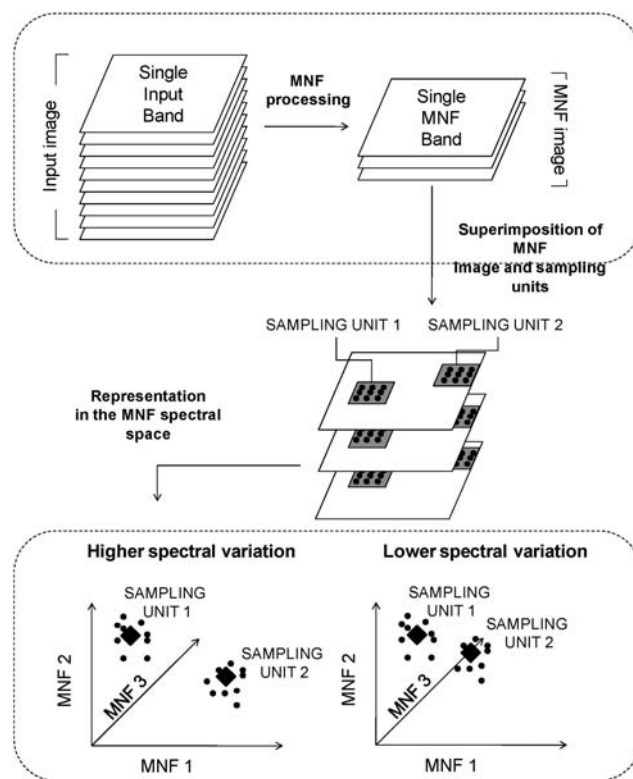 Input image
Single
Input
Band
MNF
processing
Single
MNF
Band
MNF image
Superimposition of
MNF
Image and sampling
units
SAMPLING UNIT 1
SAMPLING UNIT 2
Representation
in the MNF spectral
space
Higher spectral variation
SAMPLING
UNIT 1
SAMPLING
UNIT 2
MNF 2
MNF 3
MNF 1
Lower spectral variation
SAMPLING
UNIT 1
SAMPLING
UNIT 2
MNF 2
MNF 3
MNF 1